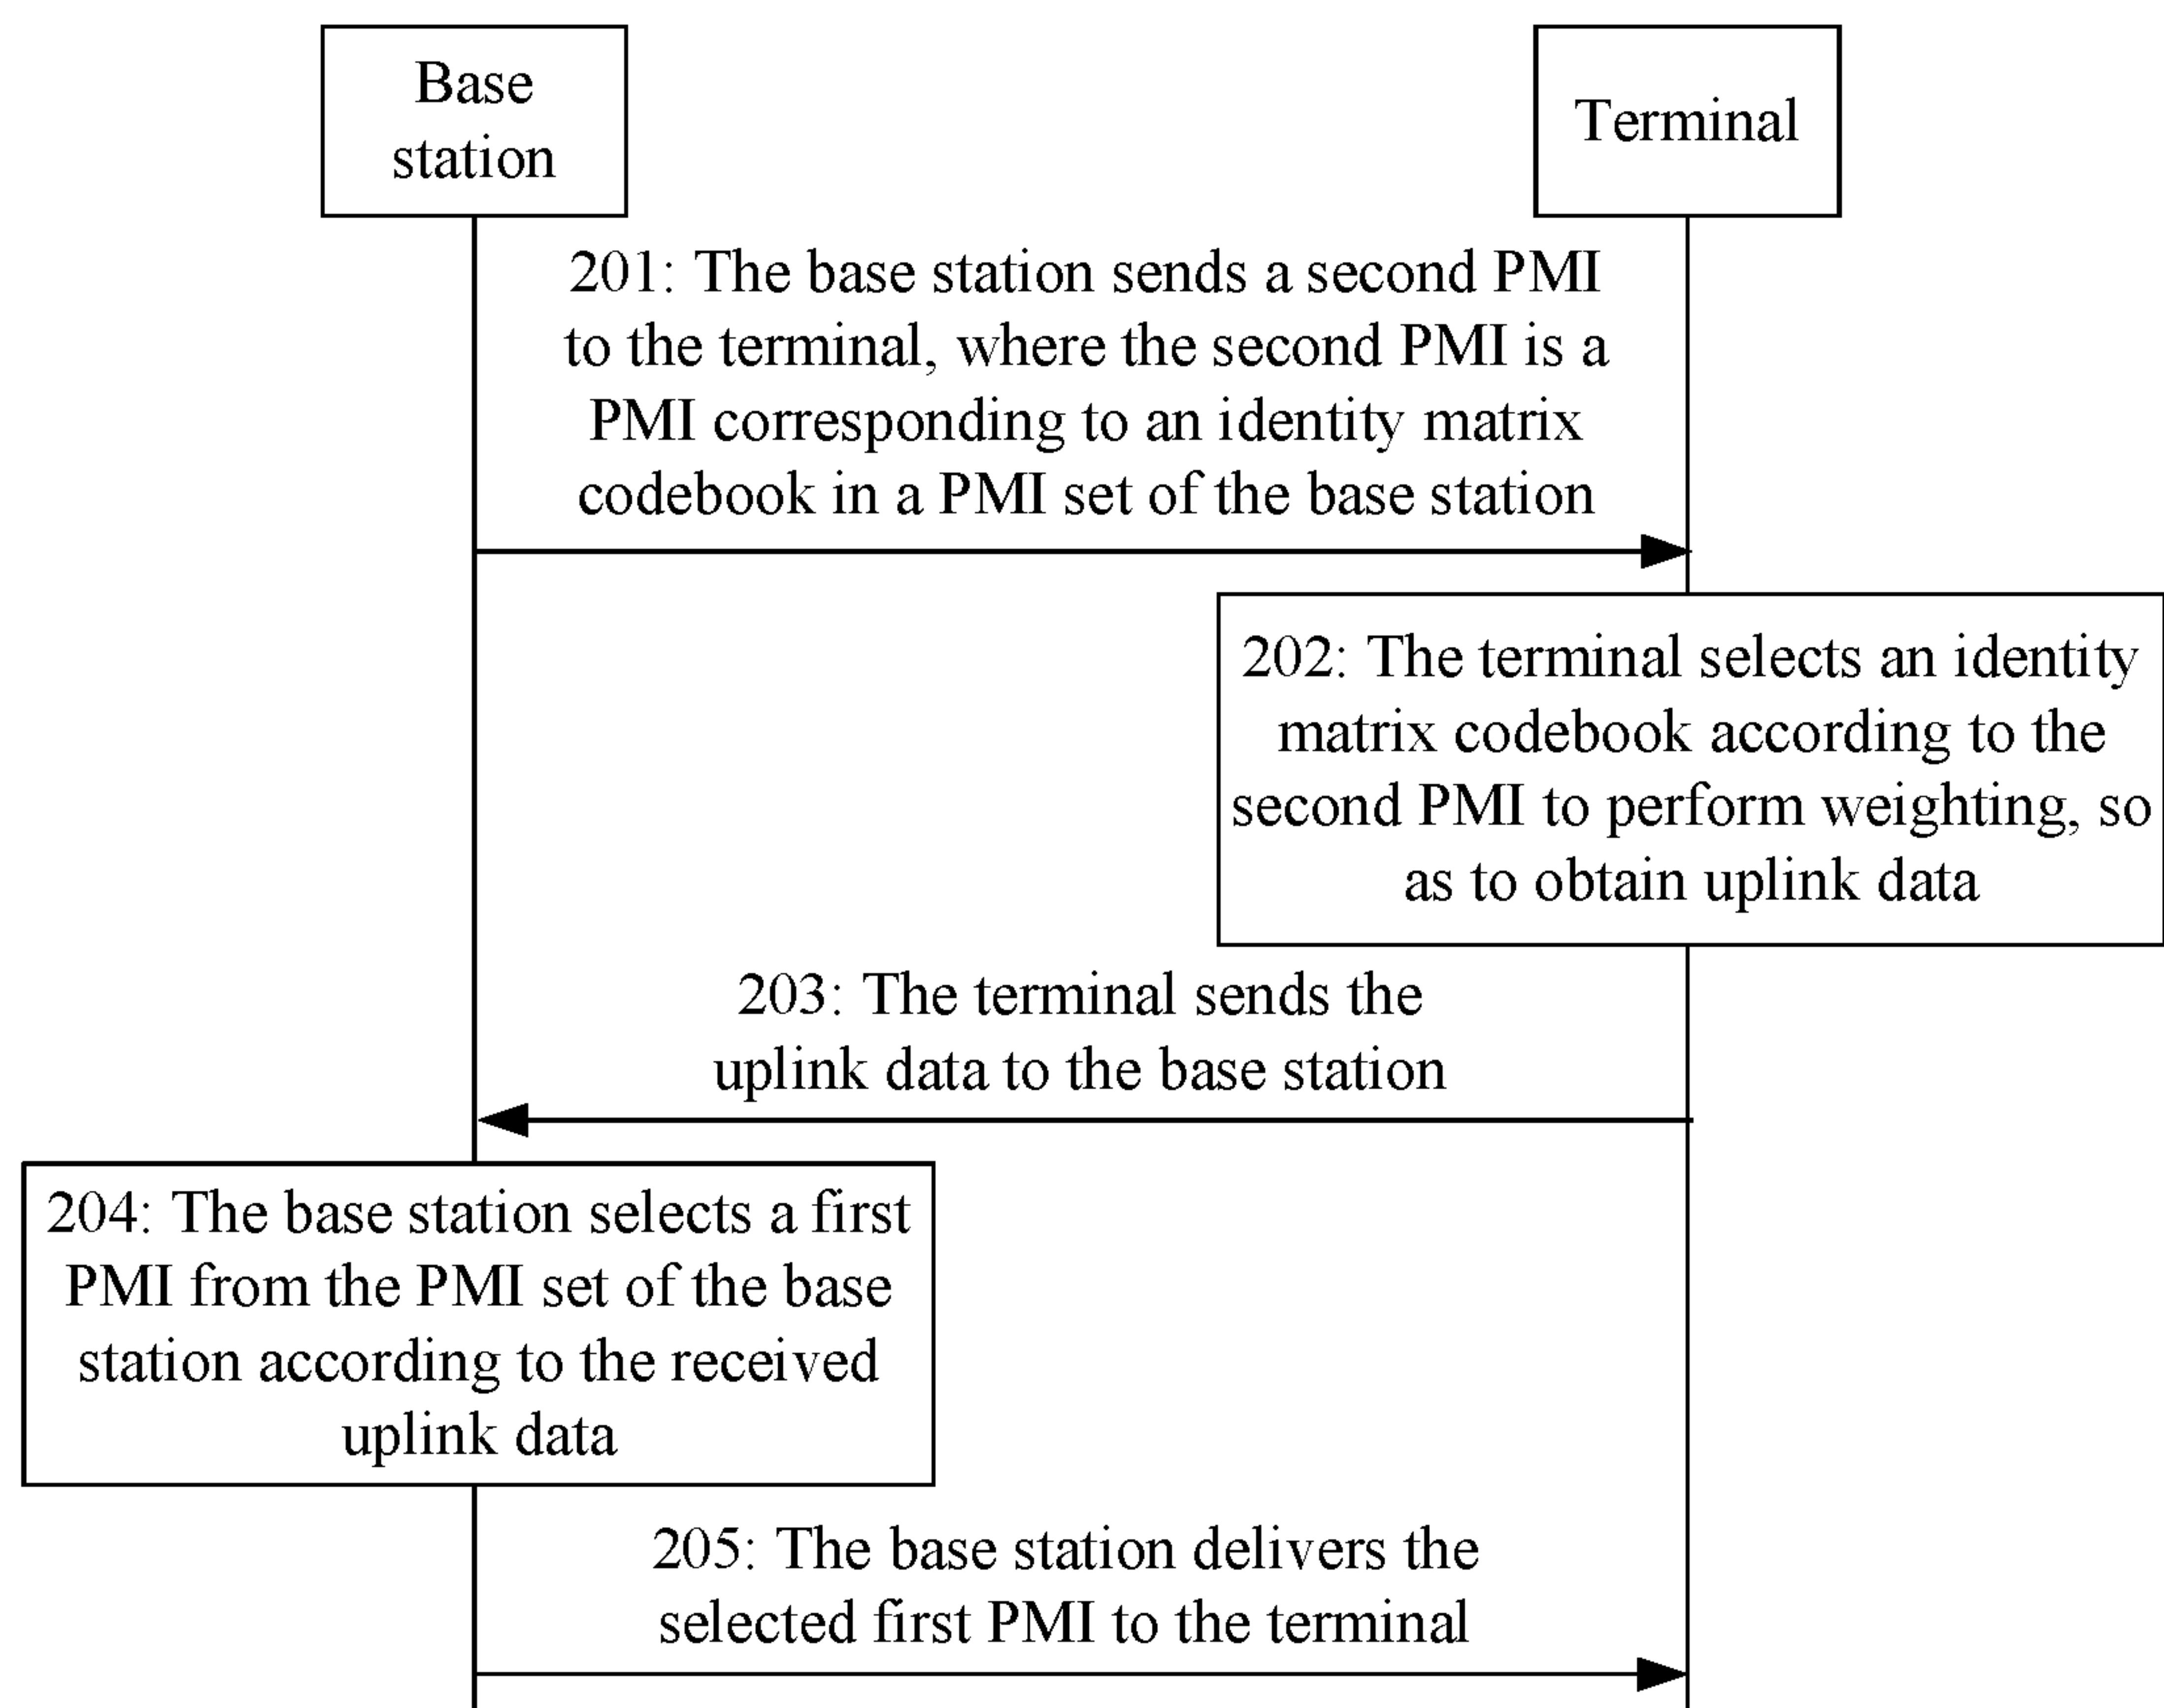 Base
station
Terminal
201: The base station sends a second PMI
to the terminal, where the second PMI is a
PMI corresponding to an identity matrix
codebook in a PMI set of the base station
202: The terminal selects an identity
matrix codebook according to the
second PMI to perform weighting, so
as to obtain uplink data
203: The terminal sends the
uplink data to the base station
204: The base station selects a first
PMI from the PMI set of the base
station according to the received
uplink data
205: The base station delivers the
selected first PMI to the terminal